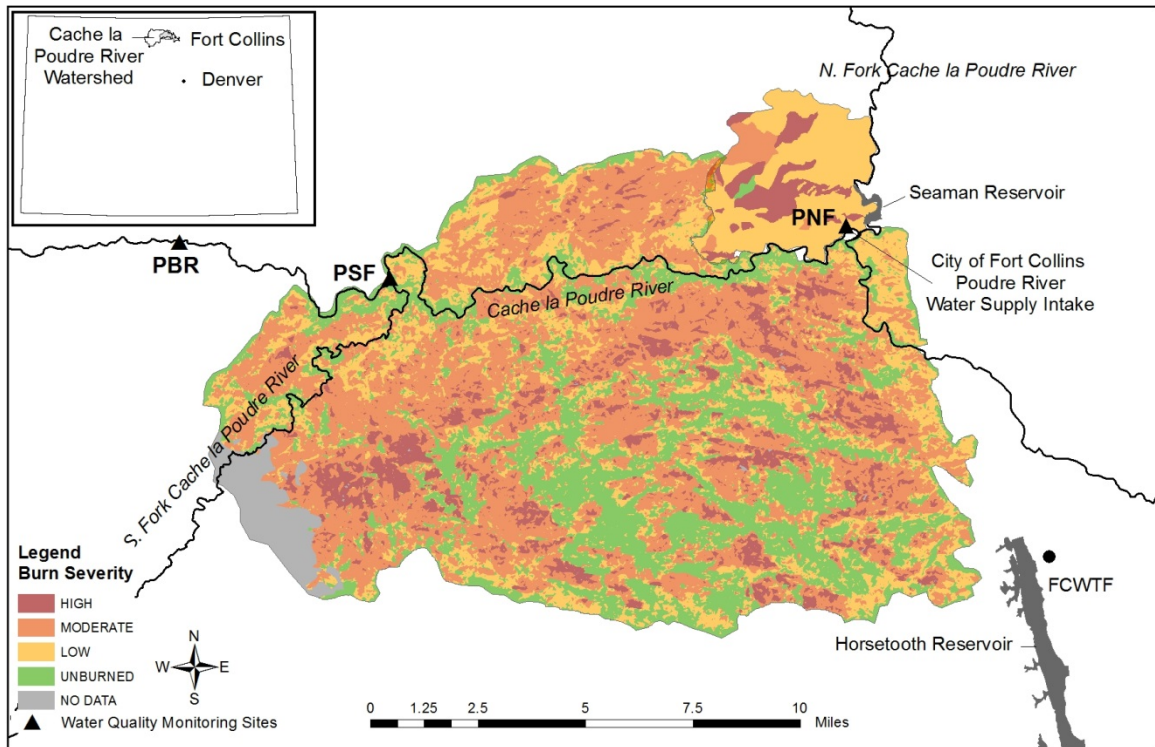 Cache la
Poudre River
Watershed
Fort Collins
Denver
N. Fork Cache la Poudre River
Seaman Reservoir
PNF
PBR
PSF
City of Fort Collins
Poudre River
Water Supply Intake
Cache la Poudre River
S. Fork Cache la Poudre River
Legend
Burn Severity
HIGH
MODERATE
LOW
UNBURNED
NO DATA
Water Quality Monitoring Sites
N
W E
S
0 1.25 2.5 5 7.5 10
Miles
FCWTF
Horsetooth Reservoir